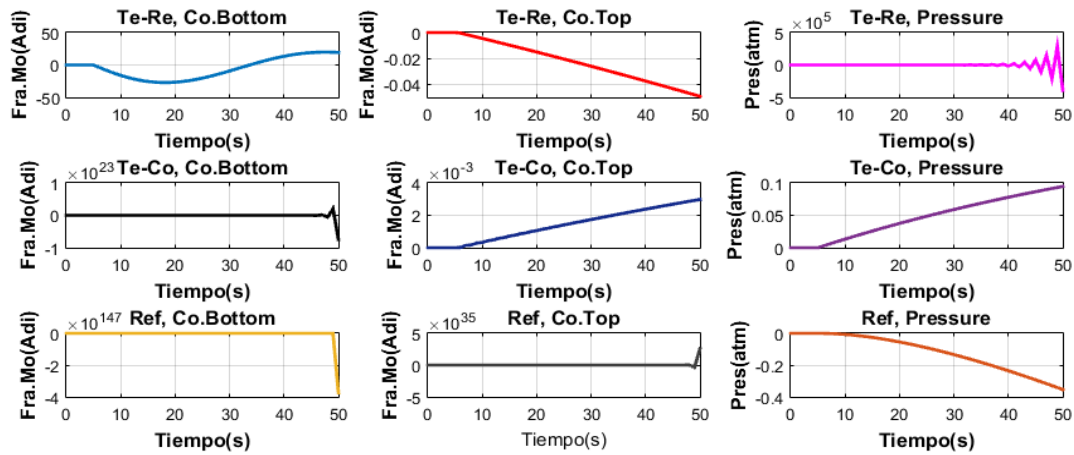 Te-Re, Co.Bottom
Fra.Mo(Adi)
50
0
-50
0 10 20 30 40 50
Tiempo(s)
Te-Re, Co.Top
Fra.Mo(Adi)
0
-0.02
-0.04
0 10 20 30 40 50
Tiempo(s)
Te-Re, Pressure
×10^5
Pres(atm)
5
0
-5
0 10 20 30 40 50
Tiempo(s)
Te-Co, Co.Bottom
×10^23
Fra.Mo(Adi)
1
0
-1
0 10 20 30 40 50
Tiempo(s)
Te-Co, Co.Top
×10^-3
Fra.Mo(Adi)
4
2
0
0 10 20 30 40 50
Tiempo(s)
Te-Co, Pressure
Pres(atm)
0.1
0.05
0
0 10 20 30 40 50
Tiempo(s)
Ref, Co.Bottom
×10^147
Fra.Mo(Adi)
0
-2
-4
0 10 20 30 40 50
Tiempo(s)
Ref, Co.Top
×10^35
Fra.Mo(Adi)
5
0
-5
0 10 20 30 40 50
Tiempo(s)
Ref, Pressure
Pres(atm)
0
-0.2
-0.4
0 10 20 30 40 50
Tiempo(s)